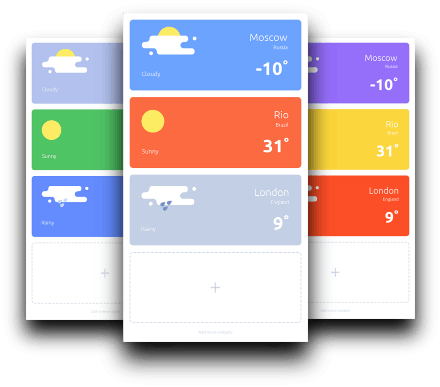 Cloudy
Sunny
Rainy
Moscow
Russia
-10°
Cloudy
Rio
Brazil
31°
Sunny
London
England
9°
Rainy
+
Moscow
Russia
-10°
Rio
Brazil
31°
London
England
9°
+
+